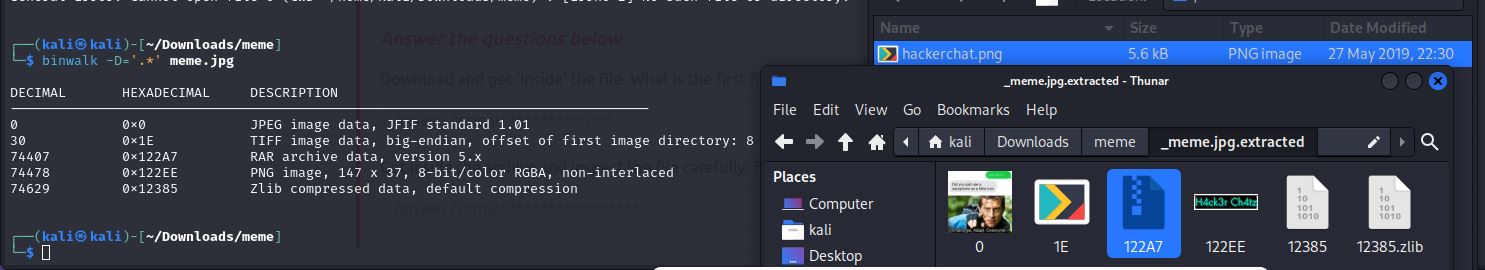 ┌──(kali㉿kali)-[~/Downloads/meme]
└─$ binwalk -D='.*' meme.jpg
DECIMAL HEXADECIMAL DESCRIPTION
0 0x0 JPEG image data, JFIF standard 1.01
30 0x1E TIFF image data, big-endian, offset of first image directory: 8
74407 0x122A7 RAR archive data, version 5.x
74478 0x122EE PNG image, 147 x 37, 8-bit/color RGBA, non-interlaced
74629 0x12385 Zlib compressed data, default compression
┌──(kali㉿kali)-[~/Downloads/meme]
└─$
Answer the questions below
Download and get 'inside' the file. What is the first fil
and inspect the file carefully. F
Answer format:
Name Size Type Date Modified
hackerchat.png 5.6 kB PNG image 27 May 2019, 22:30
_meme.jpg.extracted - Thunar
File Edit View Go Bookmarks Help
kali Downloads meme _meme.jpg.extracted
Places
Computer
kali
Desktop
H4ck3r Ch4tz
0 1E 122A7 122EE 12385 12385.zlib